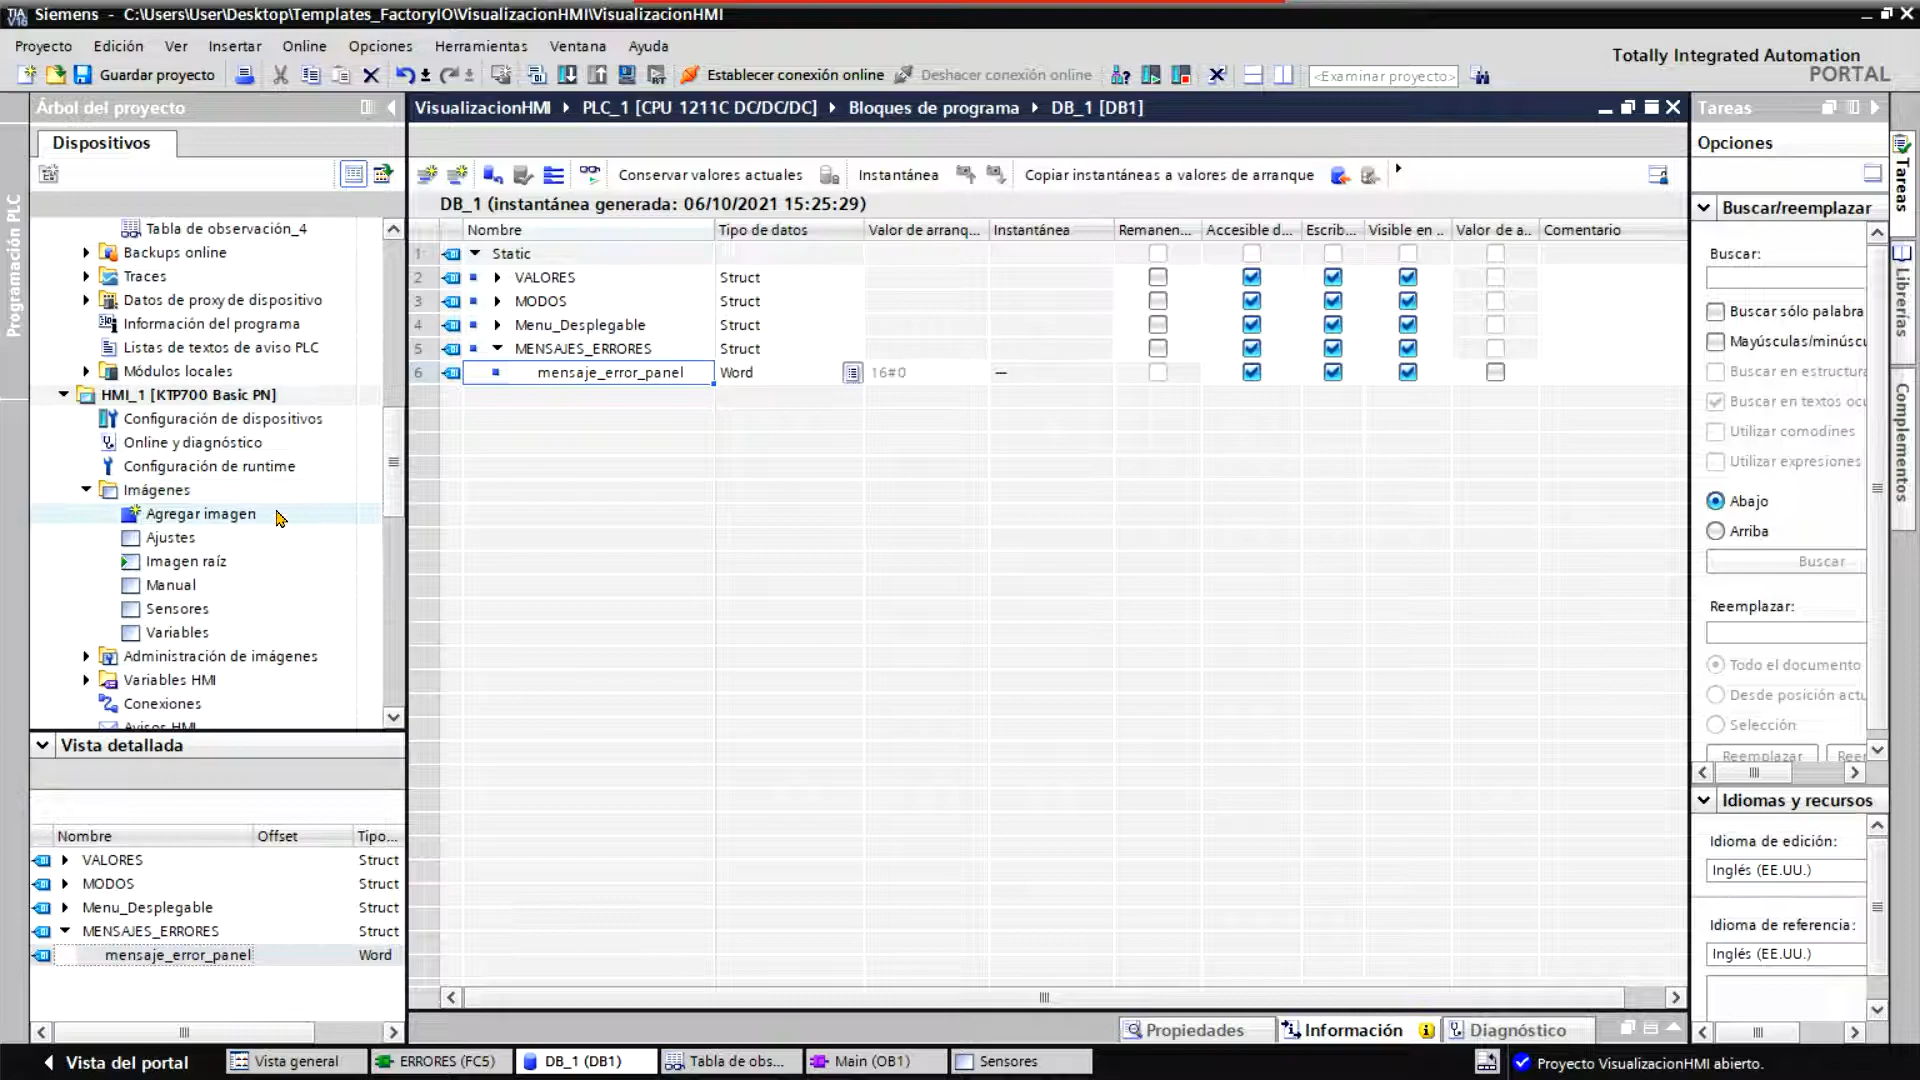 Siemens - C:\Users\User\Desktop\Templates_FactoryIO\VisualizacionHMI\VisualizacionHMI
Proyecto Edición Ver Insertar Online Opciones Herramientas Ventana Ayuda
Totally Integrated Automation
PORTAL
Guardar proyecto Establecer conexión online Deshacer conexión online <Examinar proyecto>
Árbol del proyecto
VisualizacionHMI PLC_1 [CPU 1211C DC/DC/DC] Bloques de programa DB_1 [DB1]
Tareas
Dispositivos
Opciones
Conservar valores actuales Instantánea Copiar instantáneas a valores de arranque
DB_1 (instantánea generada: 06/10/2021 15:25:29)
Nombre Tipo de datos Valor de arranq... Instantánea Remanen... Accesible d... Escrib... Visible en .. Valor de a.. Comentario
1 Static
2 VALORES Struct
3 MODOS Struct
4 Menu_Desplegable Struct
5 MENSAJES_ERRORES Struct
6 mensaje_error_panel Word 16#0 —
Programación PLC
Tabla de observación_4
Backups online
Traces
Datos de proxy de dispositivo
Información del programa
Listas de textos de aviso PLC
Módulos locales
HMI_1 [KTP700 Basic PN]
Configuración de dispositivos
Online y diagnóstico
Configuración de runtime
Imágenes
Agregar imagen
Ajustes
Imagen raíz
Manual
Sensores
Variables
Administración de imágenes
Variables HMI
Conexiones
Avisos HMI
Vista detallada
Nombre Offset Tipo...
VALORES Struct
MODOS Struct
Menu_Desplegable Struct
MENSAJES_ERRORES Struct
mensaje_error_panel Word
Buscar/reemplazar
Buscar:
Buscar sólo palabra
Mayúsculas/minúscu
Buscar en estructura
Buscar en textos ocu
Utilizar comodines
Utilizar expresiones
Abajo
Arriba
Buscar
Reemplazar:
Todo el documento
Desde posición actu
Selección
Reemplazar Reer
Idiomas y recursos
Idioma de edición:
Inglés (EE.UU.)
Idioma de referencia:
Inglés (EE.UU.)
Tareas
Librerías
Complementos
Propiedades Información Diagnóstico
Vista del portal Vista general ERRORES (FC5) DB_1 (DB1) Tabla de obs... Main (OB1) Sensores Proyecto VisualizacionHMI abierto.